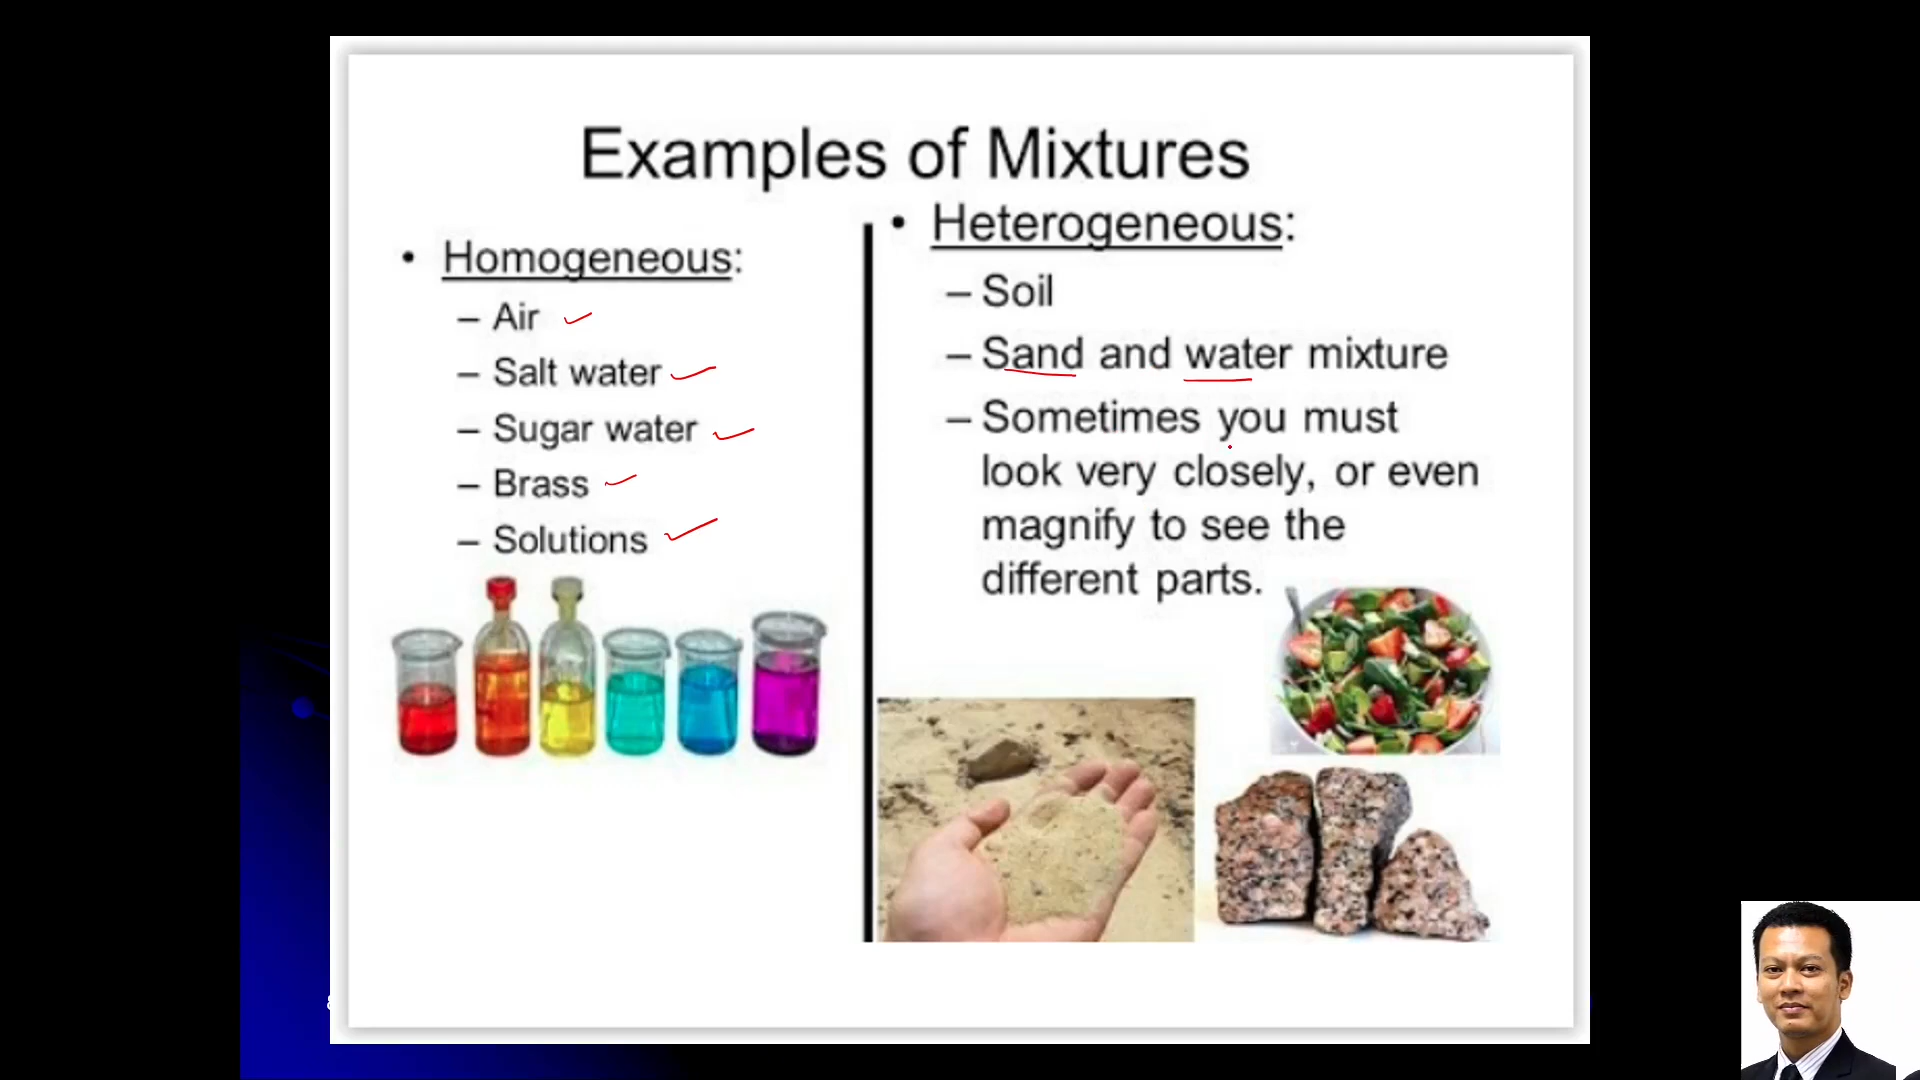 Examples of Mixtures
• Homogeneous:
– Air
– Salt water
– Sugar water
– Brass
– Solutions
• Heterogeneous:
– Soil
– Sand and water mixture
– Sometimes you must
look very closely, or even
magnify to see the
different parts.